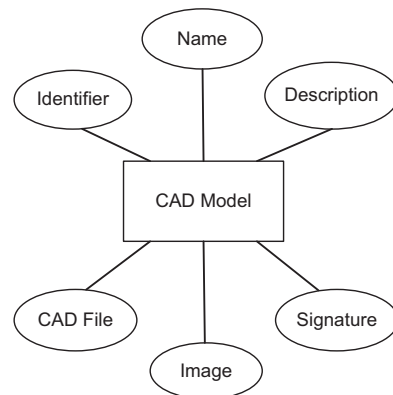 Name
Identifier
Description
CAD Model
CAD File
Signature
Image